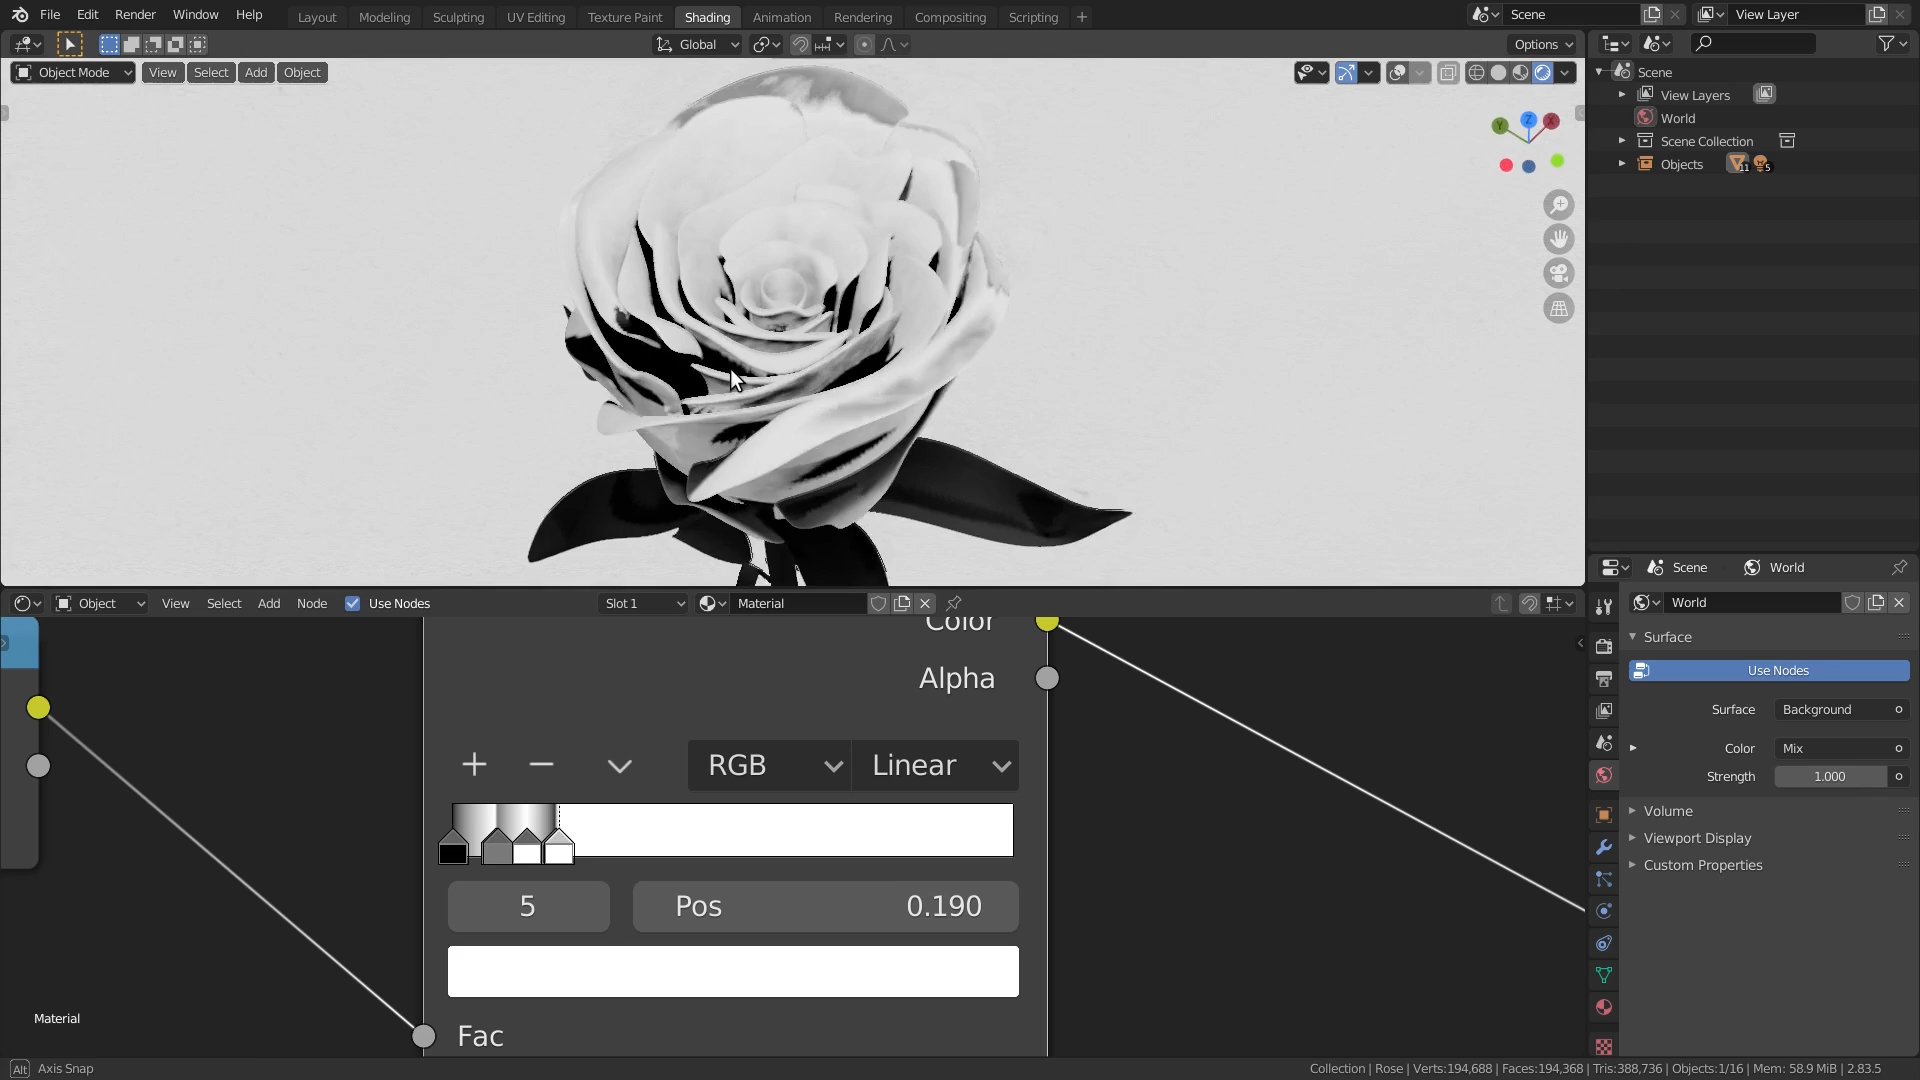 File Edit Render Window Help Layout Modeling Sculpting UV Editing Texture Paint Shading Animation Rendering Compositing Scripting + Scene View Layer
Global Options
Object Mode View Select Add Object
Y Z X
Scene
View Layers
World
Scene Collection
Objects 11 5
Scene World
Object View Select Add Node Use Nodes Slot 1 Material
World
Surface
Use Nodes
Surface Background
Color Mix
Strength 1.000
Volume
Viewport Display
Custom Properties
Color
Alpha
RGB Linear
5 Pos 0.190
Fac
Material
Alt Axis Snap
Collection | Rose | Verts:194,688 | Faces:194,368 | Tris:388,736 | Objects:1/16 | Mem: 58.9 MiB | 2.83.5